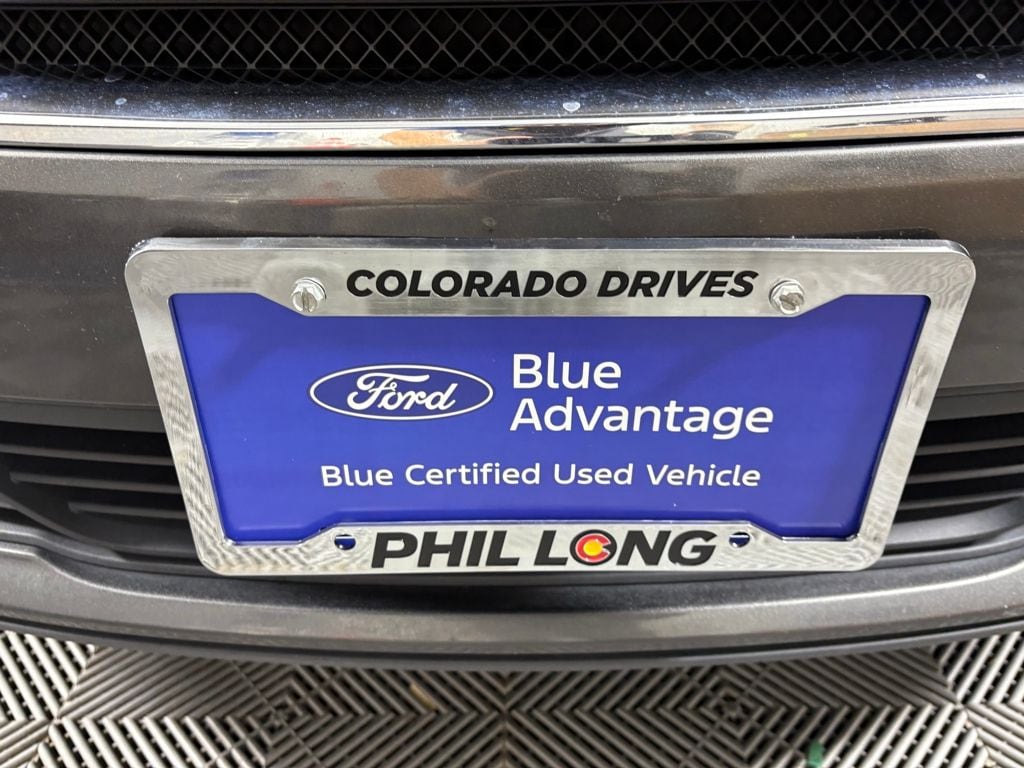 COLORADO DRIVES
Ford
Blue
Advantage
Blue Certified Used Vehicle
PHIL LONG